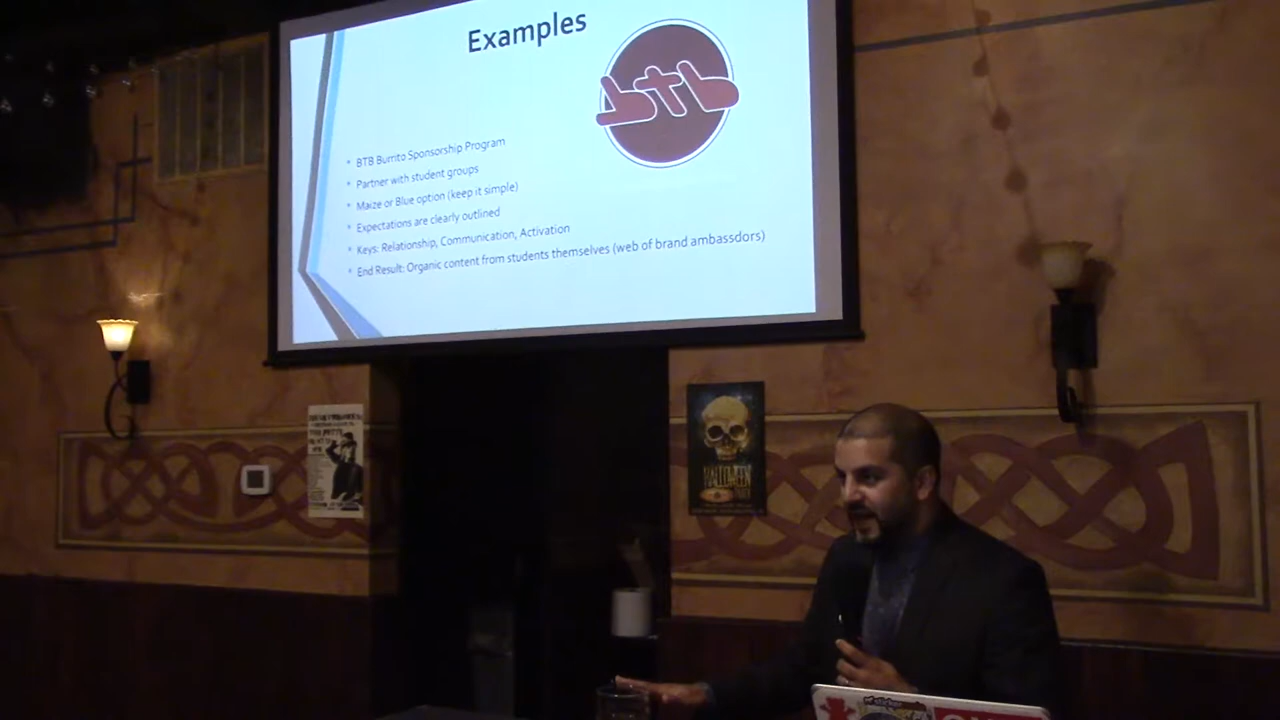 Examples
btb
BTB Burrito Sponsorship Program
Partner with student groups
Maize or Blue option (keep it simple)
Expectations are clearly outlined
Keys: Relationship, Communication, Activation
End Result: Organic content from students themselves (web of brand ambassdors)
HALLOWEEN